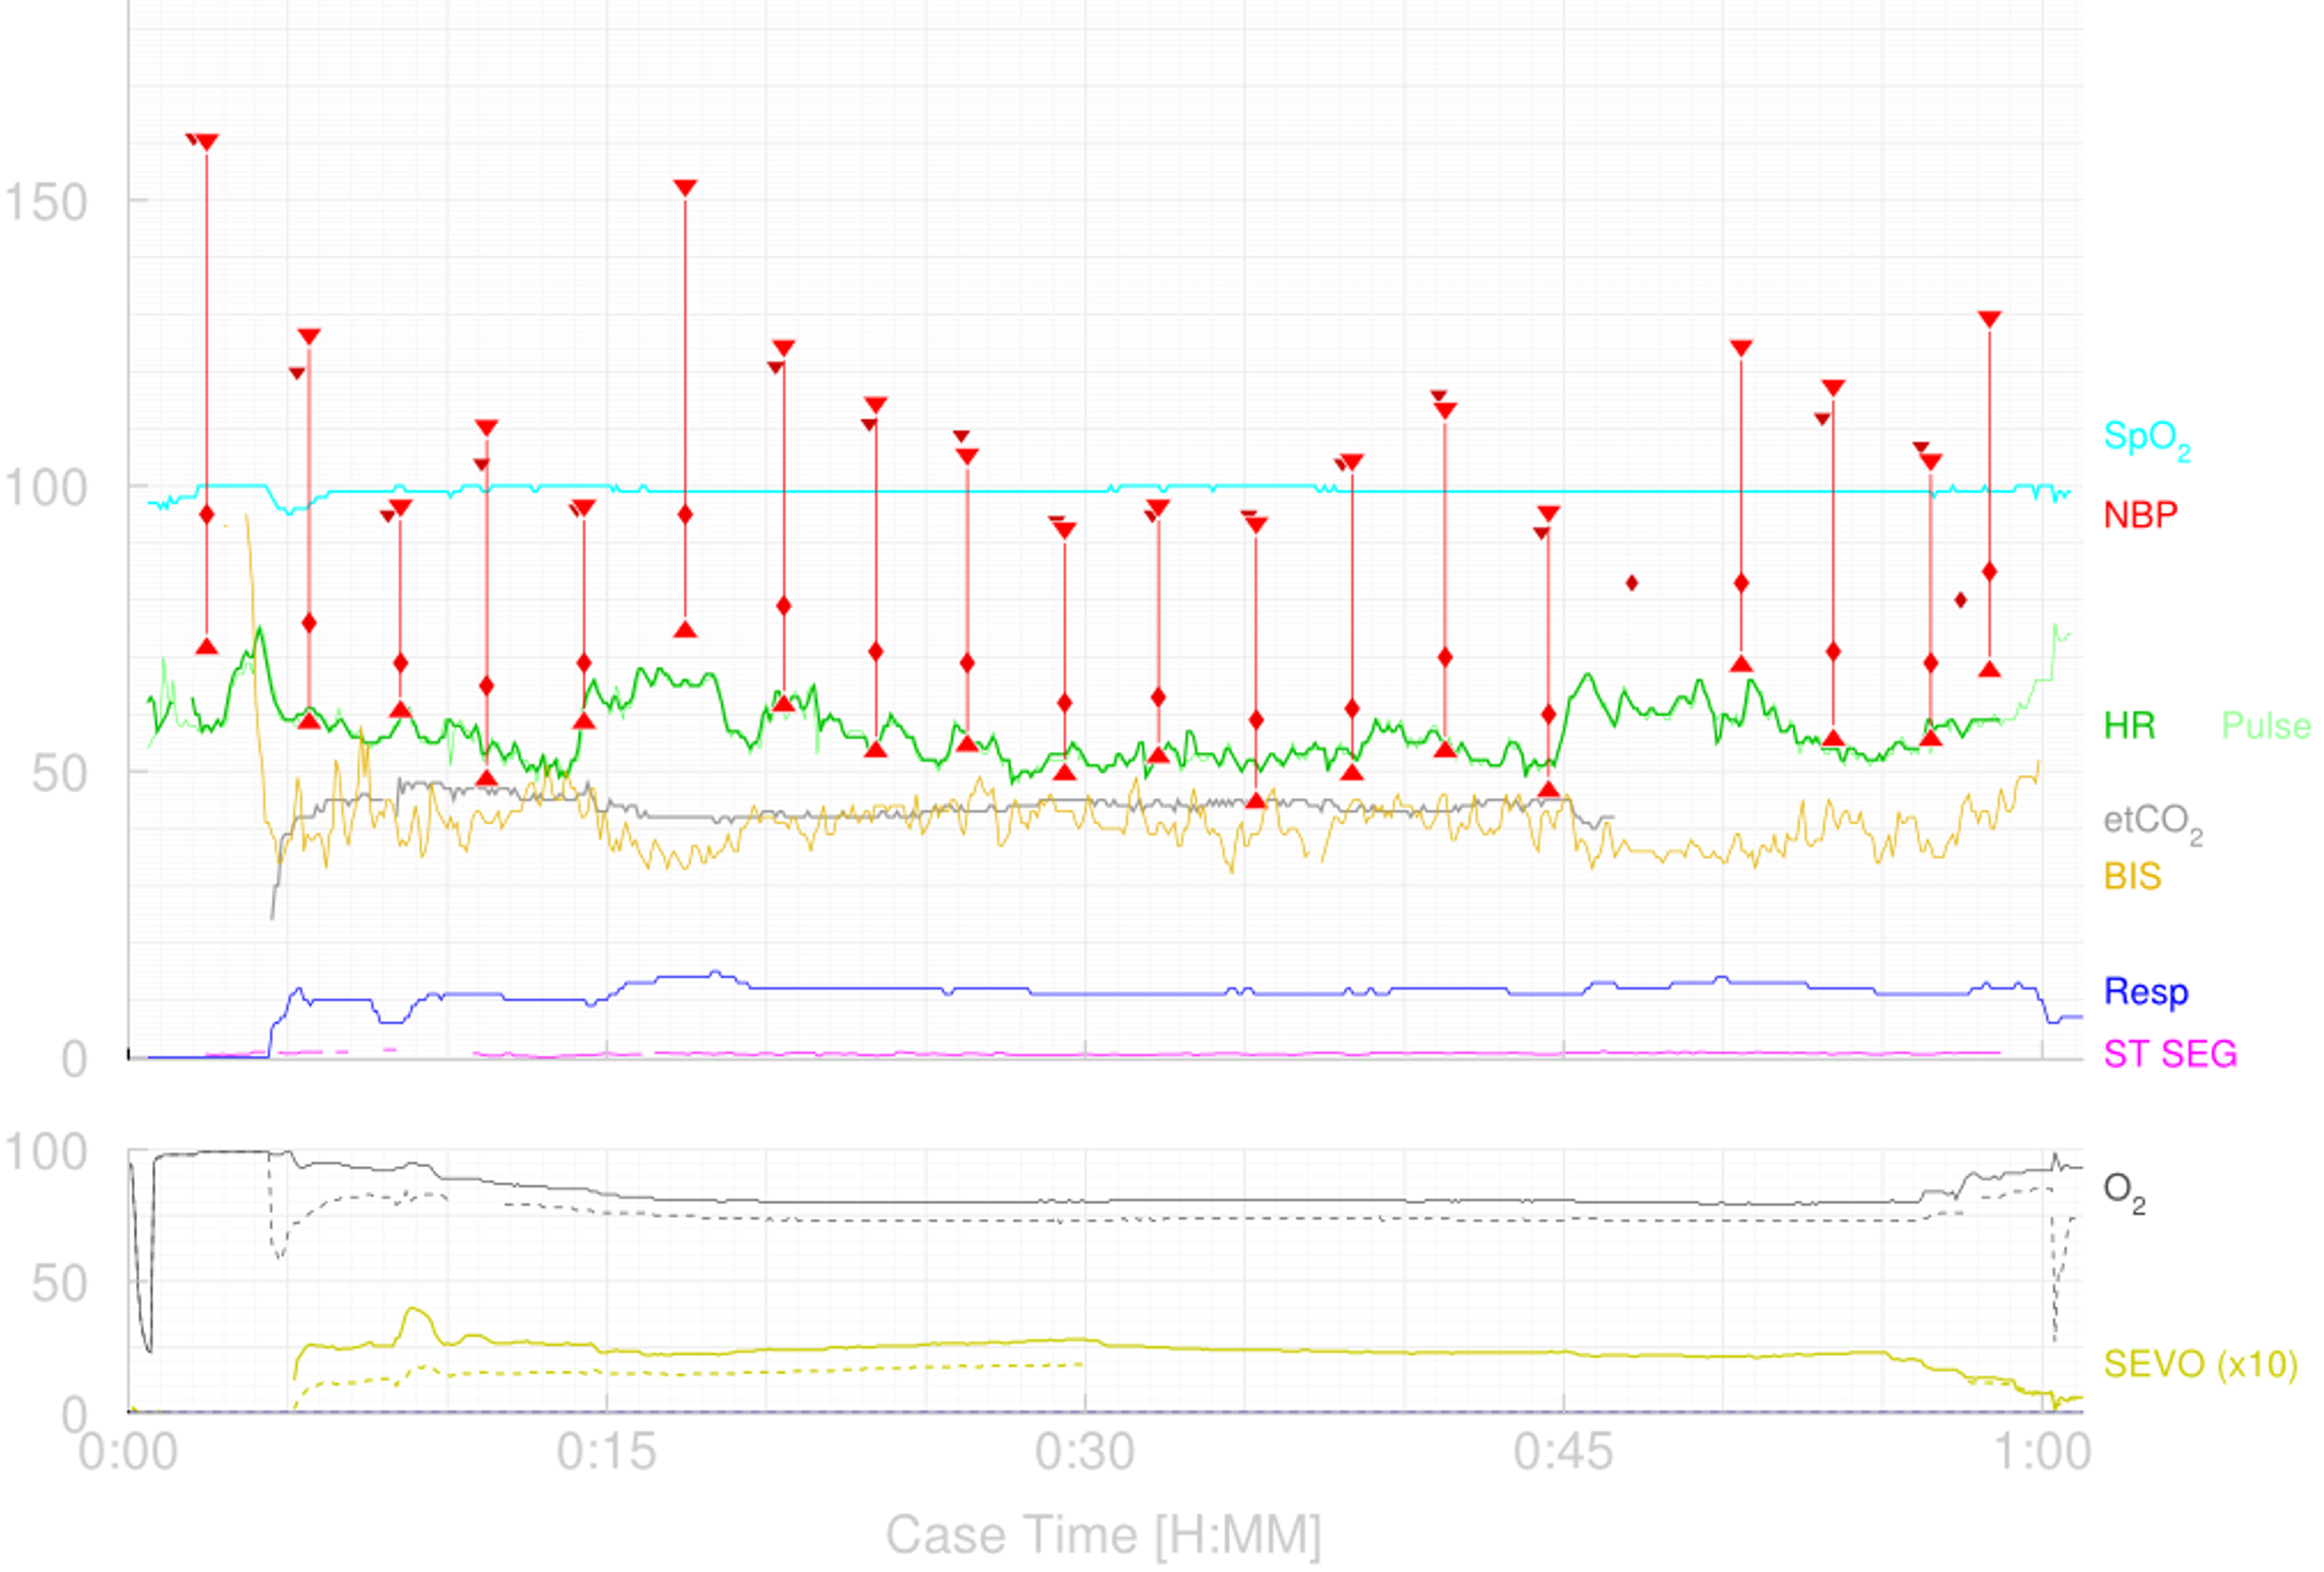 150
100
50
0
SpO2
NBP
HR Pulse
etCO2
BIS
Resp
ST SEG
100
50
0
O2
SEVO (x10)
0:00 0:15 0:30 0:45 1:00
Case Time [H:MM]